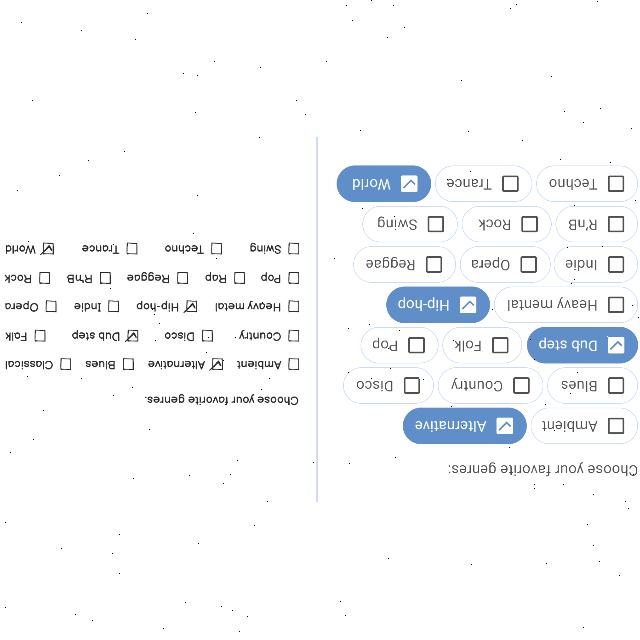 Choose your favorite genres:
Ambient Alternative
Blues Country Disco
Dub step Folk Pop
Heavy mental Hip-hop
Indie Opera Reggae
R'nB Rock Swing
Techno Trance World
Choose your favorite genres.
Ambient Alternative Blues Classical
Country Disco Dub step Folk
Heavy metal Hip-hop Indie Opera
Pop Rap Reggae R'nB Rock
Swing Techno Trance World